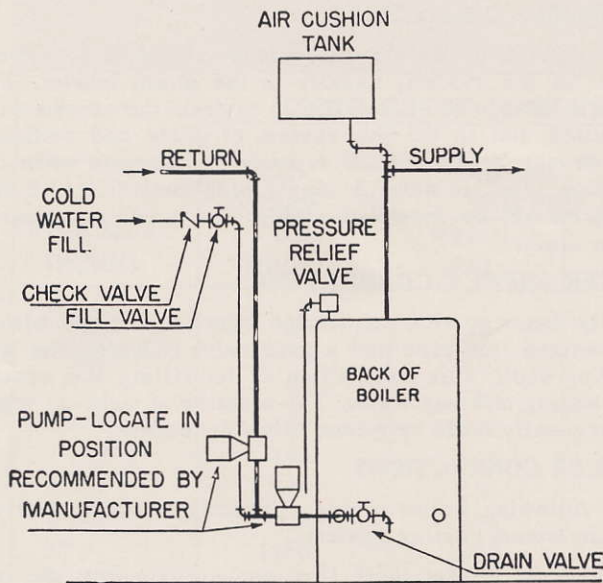 AIR CUSHION
TANK
RETURN
SUPPLY
COLD
WATER
FILL.
PRESSURE
RELIEF
VALVE
CHECK VALVE
FILL VALVE
BACK OF
BOILER
PUMP-LOCATE IN
POSITION
RECOMMENDED BY
MANUFACTURER
DRAIN VALVE